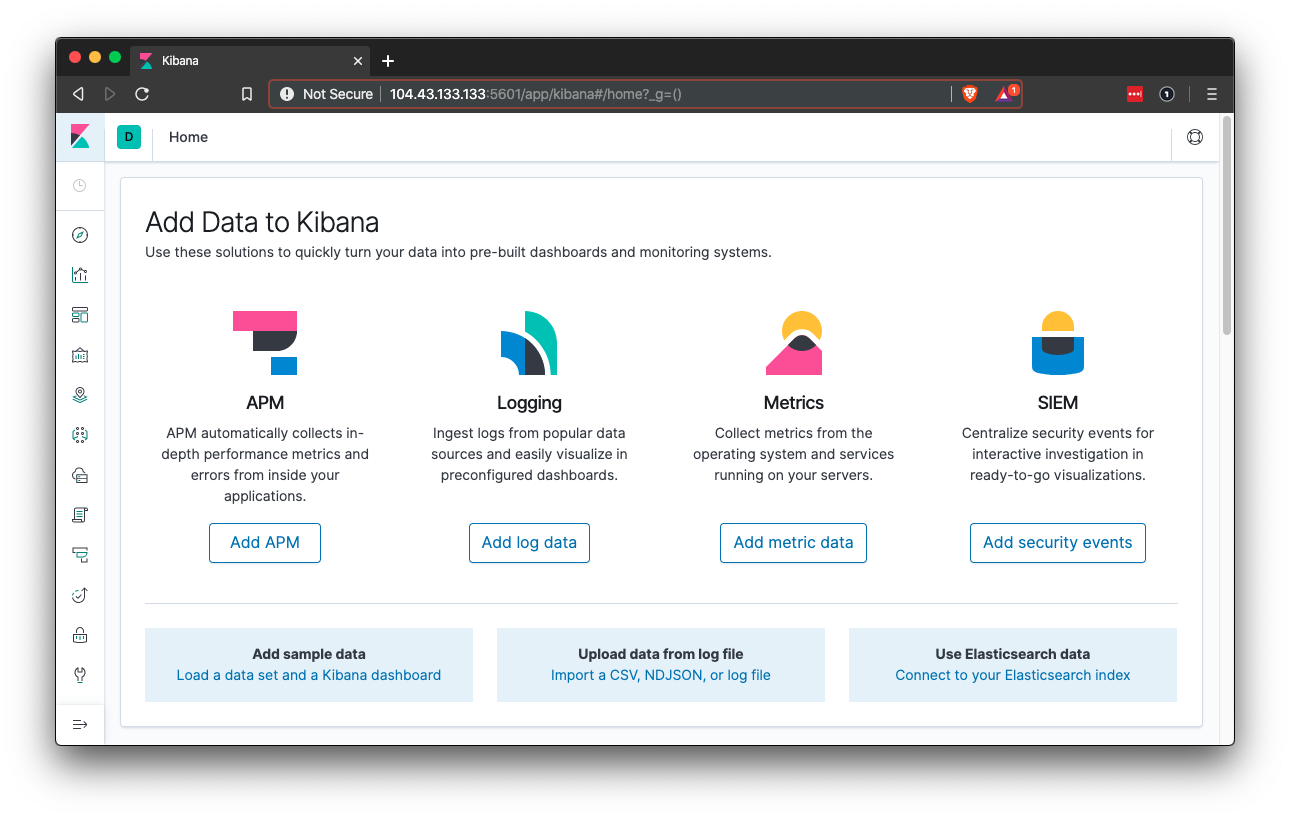 Kibana
Not Secure
104.43.133.133:5601/app/kibana#/home?_g=()
1
1
D
Home
Add Data to Kibana
Use these solutions to quickly turn your data into pre-built dashboards and monitoring systems.
APM
APM automatically collects in-
depth performance metrics and
errors from inside your
applications.
Add APM
Logging
Ingest logs from popular data
sources and easily visualize in
preconfigured dashboards.
Add log data
Metrics
Collect metrics from the
operating system and services
running on your servers.
Add metric data
SIEM
Centralize security events for
interactive investigation in
ready-to-go visualizations.
Add security events
Add sample data
Load a data set and a Kibana dashboard
Upload data from log file
Import a CSV, NDJSON, or log file
Use Elasticsearch data
Connect to your Elasticsearch index